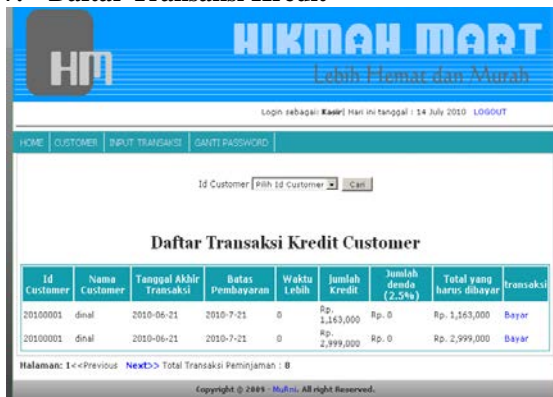 7. Daftar Transaksi Kredit
HM
HIKMAH MART
Lebih Hemat dan Murah
Login sebagai: Kasir| Hari ini tanggal : 14 July 2010 LOGOUT
HOME CUSTOMER INPUT TRANSAKSI GANTI PASSWORD
Id Customer Pilih Id Customer Cari
Daftar Transaksi Kredit Customer
Id Customer Nama Customer Tanggal Akhir Transaksi Batas Pembayaran Waktu Lebih Jumlah Kredit Jumlah denda (2.5%) Total yang harus dibayar transaksi
20100001 dinal 2010-06-21 2010-7-21 0 Rp. 1,163,000 Rp. 0 Rp. 1,163,000 Bayar
20100001 dinal 2010-06-21 2010-7-21 0 Rp. 2,999,000 Rp. 0 Rp. 2,999,000 Bayar
Halaman: 1<<Previous Next>> Total Transaksi Peminjaman : 8
Copyright @ 2009 - MuRni. All right Reserved.